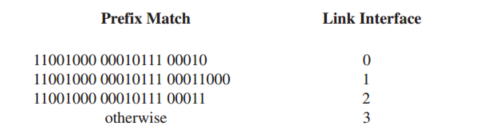 Prefix Match Link Interface
11001000 00010111 00010 0
11001000 00010111 00011000 1
11001000 00010111 00011 2
otherwise 3